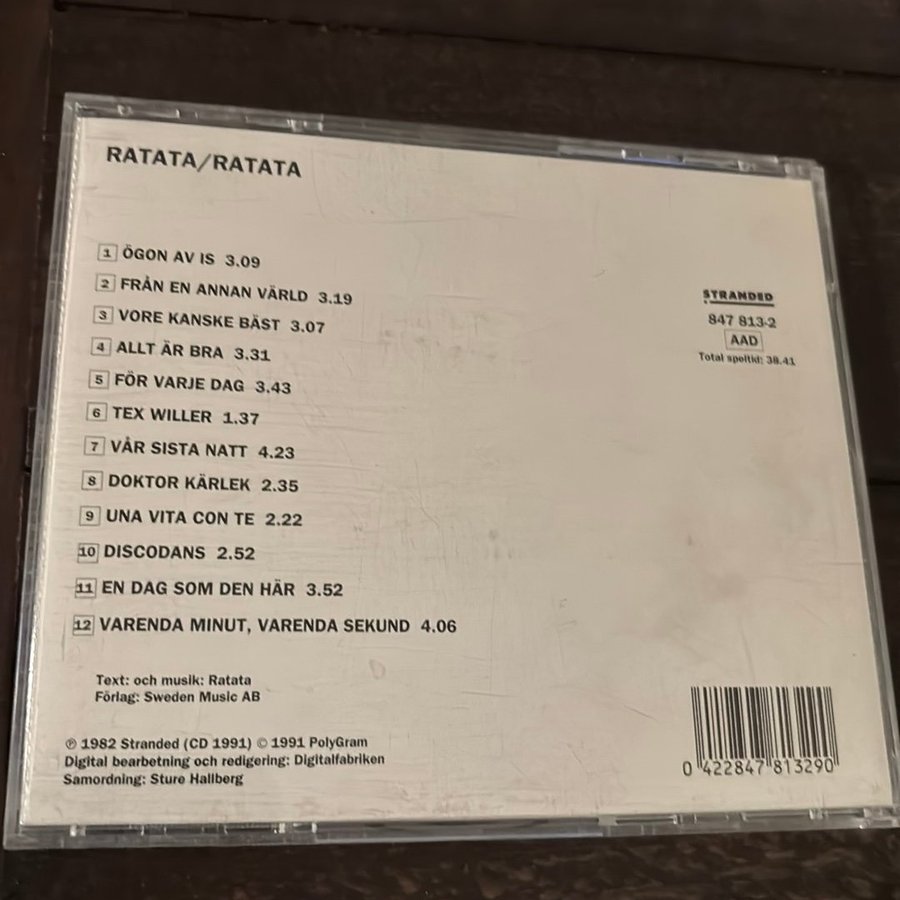 RATATA/RATATA
1 ÖGON AV IS 3.09
2 FRÅN EN ANNAN VÄRLD 3.19
3 VORE KANSKE BÄST 3.07
4 ALLT ÄR BRA 3.31
5 FÖR VARJE DAG 3.43
6 TEX WILLER 1.37
7 VÅR SISTA NATT 4.23
8 DOKTOR KÄRLEK 2.35
9 UNA VITA CON TE 2.22
10 DISCODANS 2.52
11 EN DAG SOM DEN HÄR 3.52
12 VARENDA MINUT, VARENDA SEKUND 4.06
STRANDED
847 813-2
AAD
Total speltid: 38.41
Text: och musik: Ratata
Förlag: Sweden Music AB
℗ 1982 Stranded (CD 1991) © 1991 PolyGram
Digital bearbetning och redigering: Digitalfabriken
Samordning: Sture Hallberg
0 422847 813290